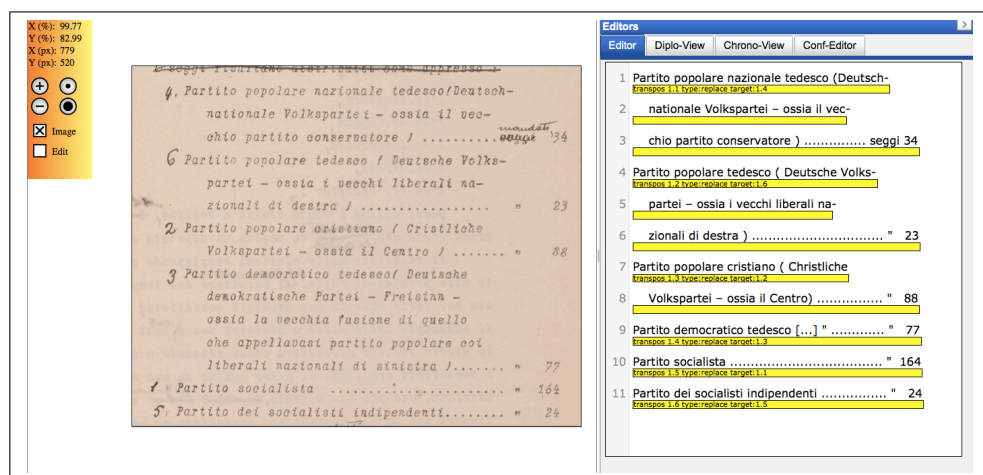 X (%): 99.77
Y (%): 82.99
X (px): 779
Y (px): 520
Image
Edit
I seggi risultano distribuiti come appresso :
4. Partito popolare nazionale tedesco(Deutsch-
nationale Volkspartei - ossia il vec-
mandati
chio partito conservatore ) .......... seggi '34
6 Partito popolare tedesco ( Deutsche Volks-
partei - ossia i vecchi liberali na-
zionali di destra ) ................. " 23
2. Partito popolare cristiano ( Cristliche
Volkspartei - ossia il Centro ) ....... " 88
3 Partito democratico tedesco( Deutsche
demokratische Partei - Freisinn -
ossia la vecchia fusione di quello
che appellavasi partito popolare coi
liberali nazionali di sinistra )....... " 77
1 Partito socialista ..................... " 164
5. Partito dei socialisti indipendenti........ " 24
Editors
Editor Diplo-View Chrono-View Conf-Editor
1 Partito popolare nazionale tedesco (Deutsch-
transpos 1.1 type:replace target:1.4
2 nationale Volkspartei – ossia il vec-
3 chio partito conservatore ) ............... seggi 34
4 Partito popolare tedesco ( Deutsche Volks-
transpos 1.2 type:replace target:1.6
5 partei – ossia i vecchi liberali na-
6 zionali di destra ) .............................. " 23
7 Partito popolare cristiano ( Christliche
transpos 1.3 type:replace target:1.2
8 Volkspartei – ossia il Centro) ............... " 88
9 Partito democratico tedesco [...] " ............. " 77
transpos 1.4 type:replace target:1.3
10 Partito socialista ................................... " 164
transpos 1.5 type:replace target:1.1
11 Partito dei socialisti indipendenti ................ " 24
transpos 1.6 type:replace target:1.5